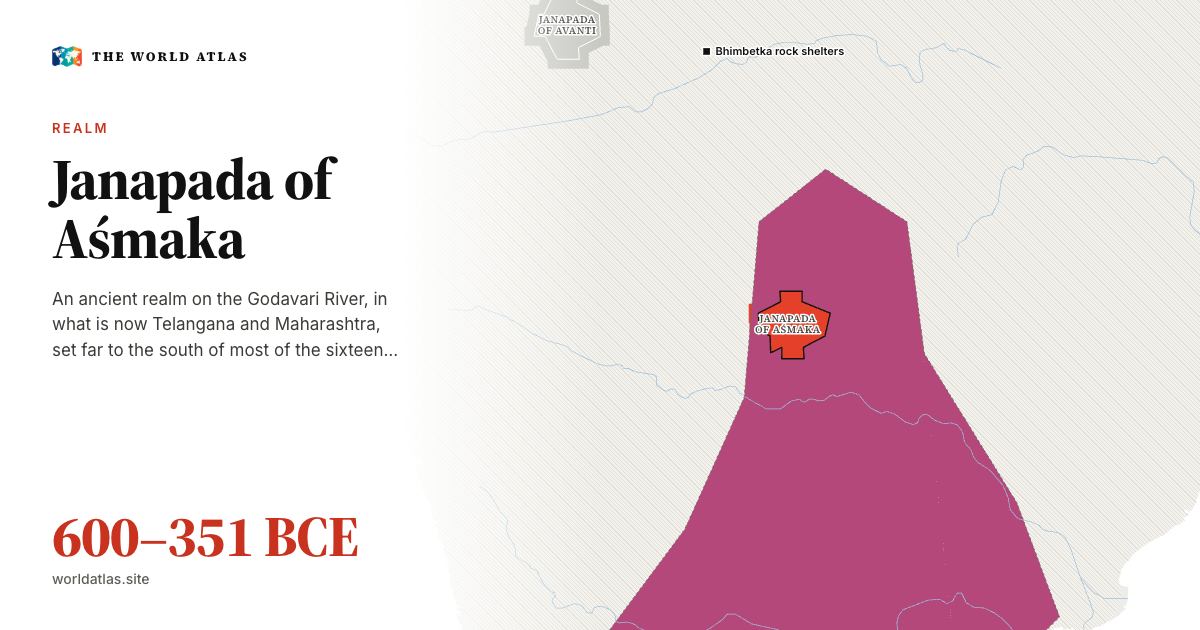 THE WORLD ATLAS
REALM
Janapada of
Aśmaka
An ancient realm on the Godavari River, in
what is now Telangana and Maharashtra,
set far to the south of most of the sixteen…
600–351 BCE
worldatlas.site
JANAPADA
OF AVANTI
Bhimbetka rock shelters
JANAPADA
OF AŚMAKA